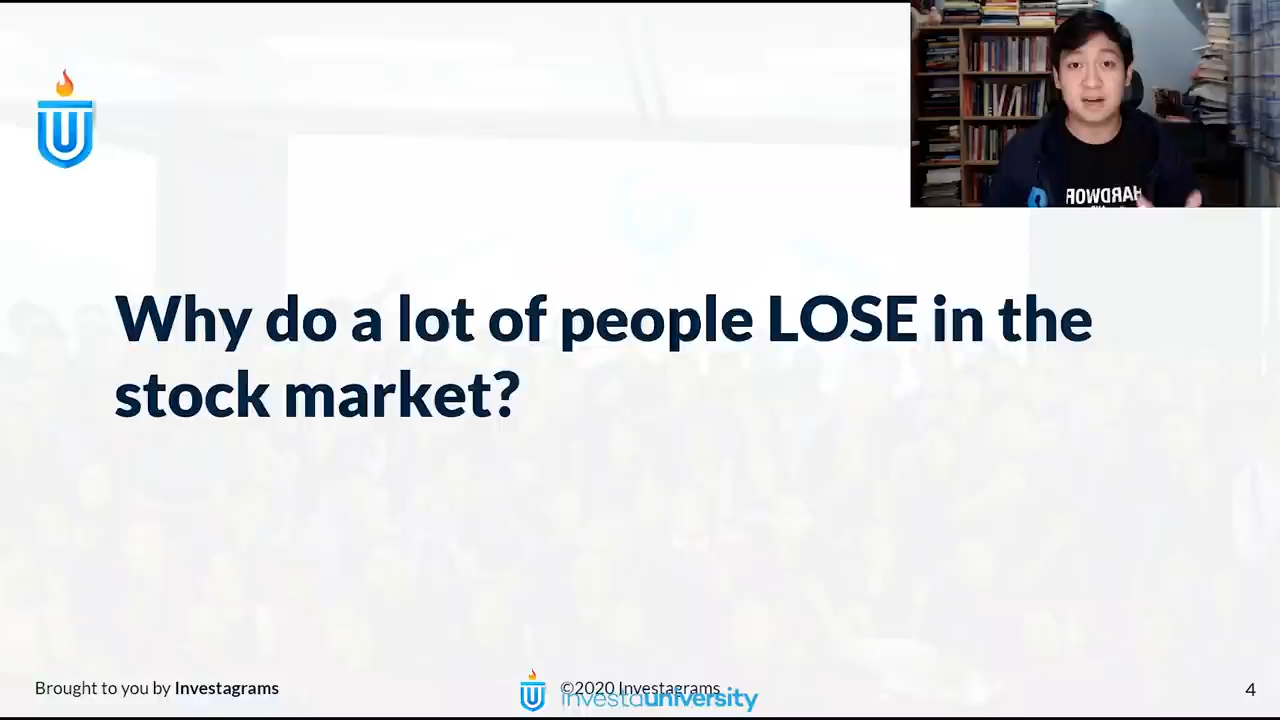 U
HARDWOR
Why do a lot of people LOSE in the
stock market?
Brought to you by Investagrams
©2020 Investagrams
investauniversity
4